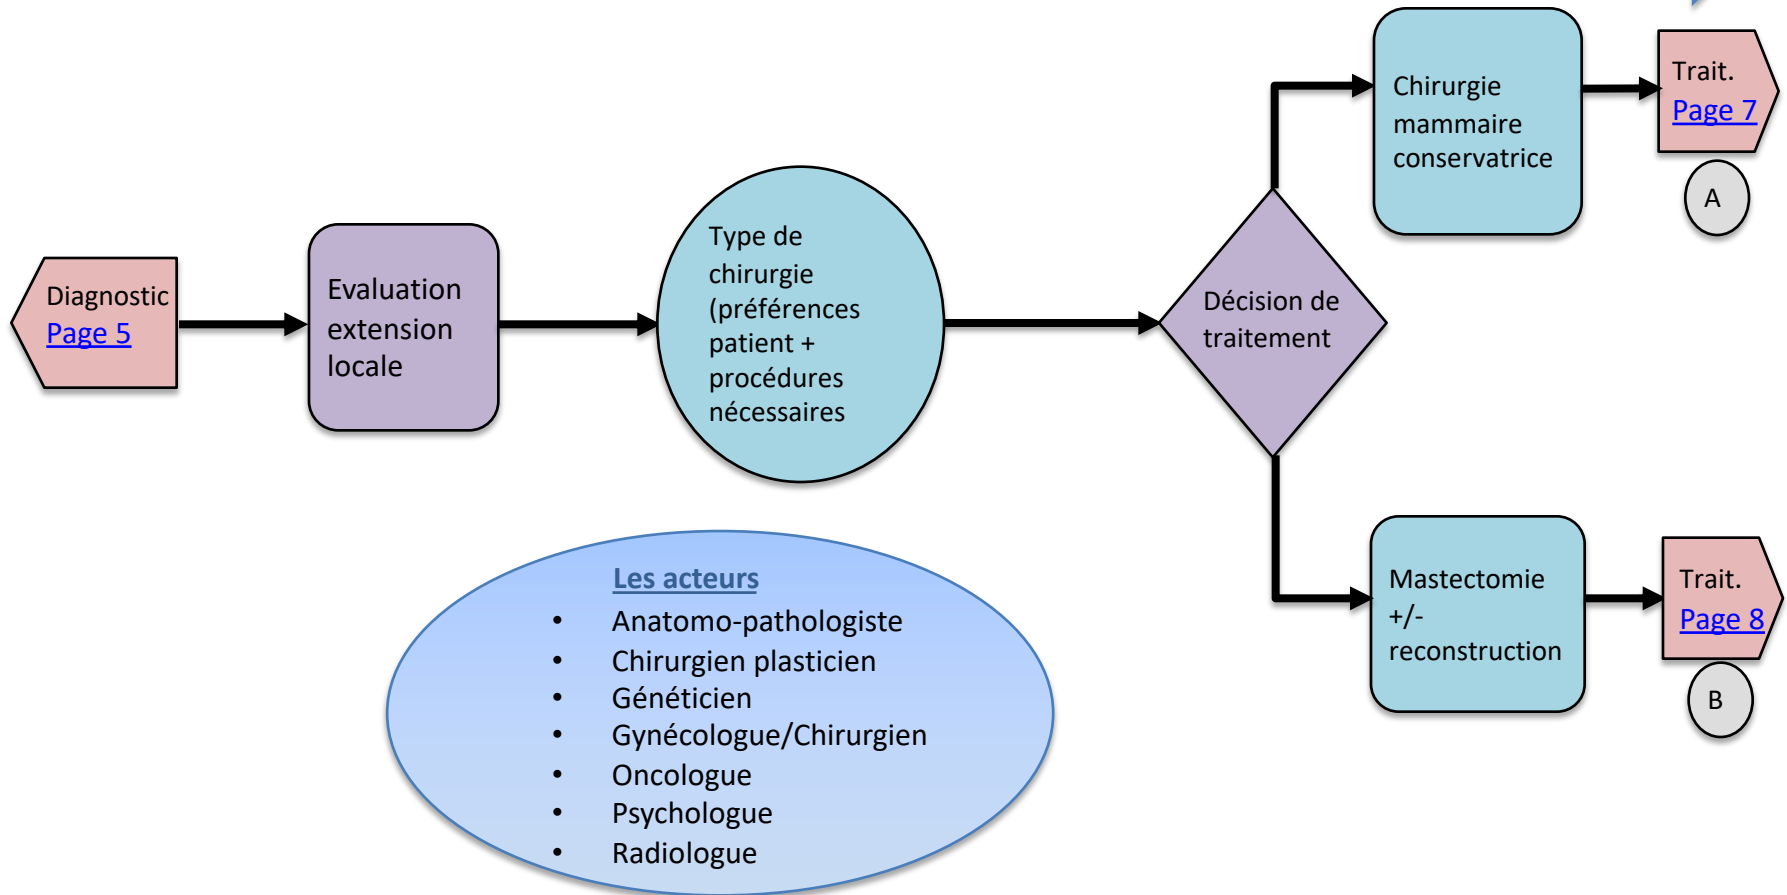 Diagnostic
Page 5
Evaluation
extension
locale
Type de
chirurgie
(préférences
patient +
procédures
nécessaires
Décision de
traitement
Chirurgie
mammaire
conservatrice
Trait.
Page 7
A
Mastectomie
+/-
reconstruction
Trait.
Page 8
B
Les acteurs
• Anatomo-pathologiste
• Chirurgien plasticien
• Généticien
• Gynécologue/Chirurgien
• Oncologue
• Psychologue
• Radiologue